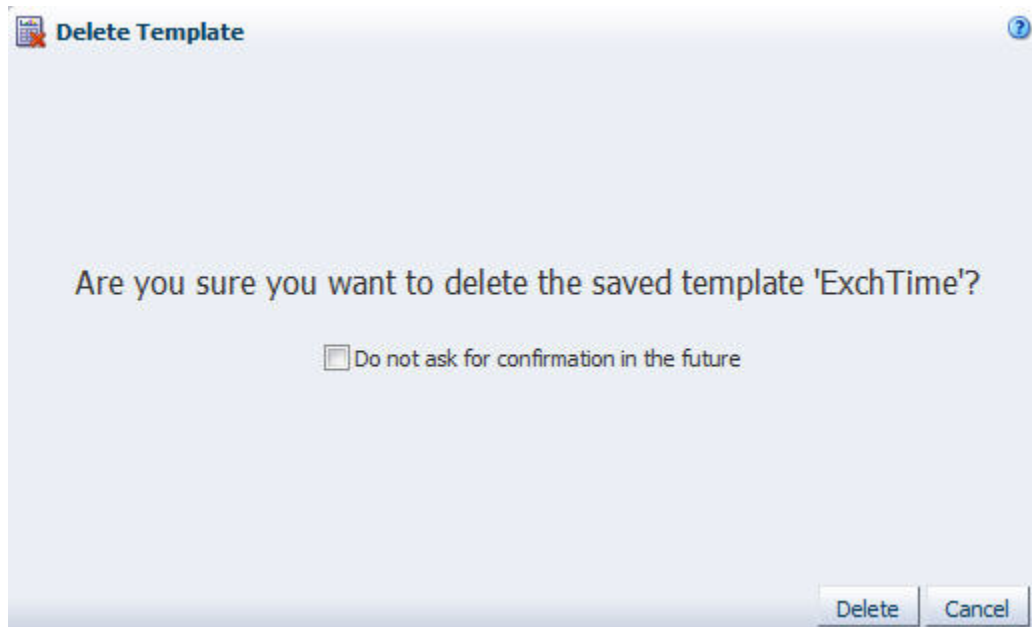 Delete Template
?
Are you sure you want to delete the saved template 'ExchTime'?
Do not ask for confirmation in the future
Delete Cancel